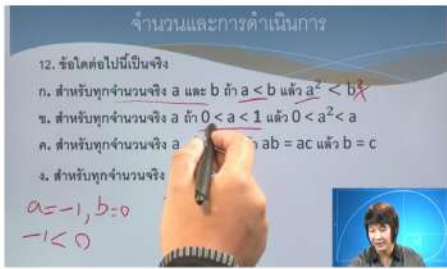 จำนวนและการดำเนินการ
12. ข้อใดต่อไปนี้เป็นจริง
ก. สำหรับทุกจำนวนจริง a และ b ถ้า a < b แล้ว a² < b²
ข. สำหรับทุกจำนวนจริง a ถ้า 0 < a < 1 แล้ว 0 < a² < a
ค. สำหรับทุกจำนวนจริง a ab = ac แล้ว b = c
ง. สำหรับทุกจำนวนจริง
a = -1, b = 0
-1 < 0